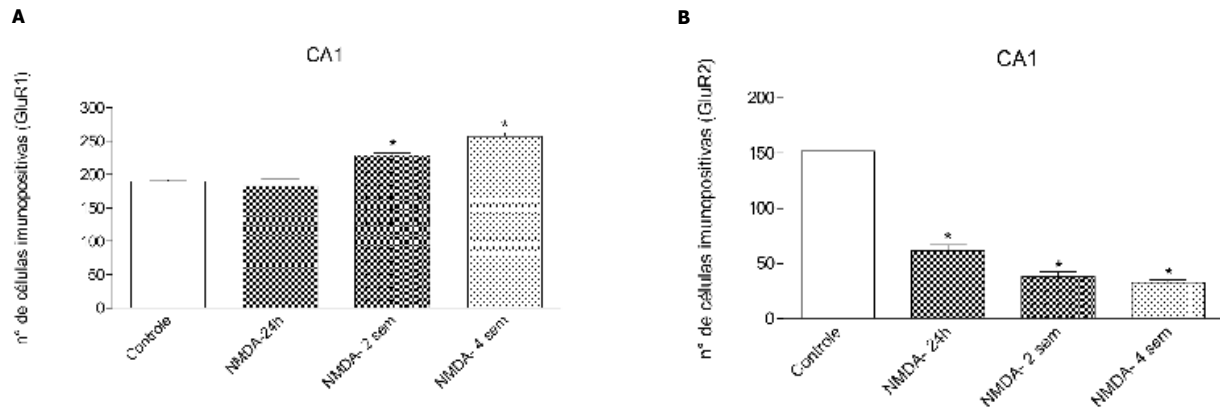 A
CA1
n° de células imunopositivas (GluR1)
300
250
200
150
100
50
0
*
*
Controle
NMDA-24h
NMDA- 2 sem
NMDA- 4 sem
B
CA1
n° de células imunopositivas (GluR2)
200
150
100
50
0
*
*
*
Controle
NMDA- 24h
NMDA- 2 sem
NMDA- 4 sem